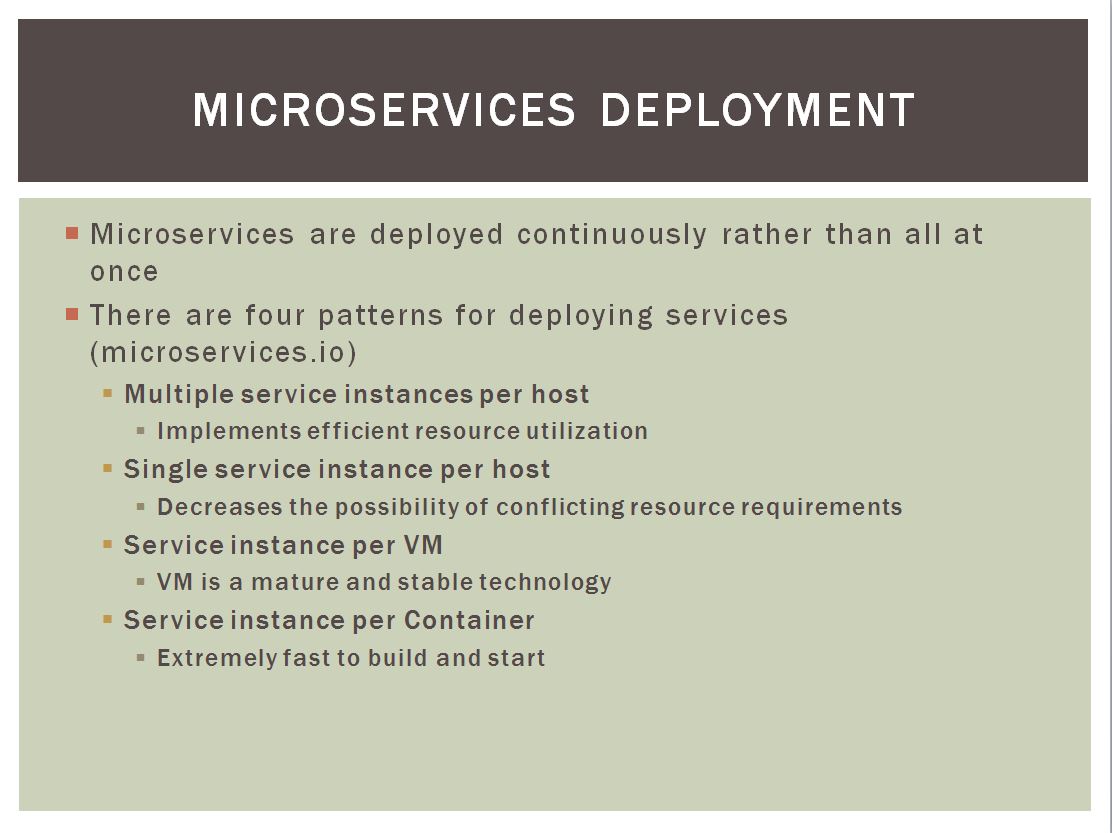 MICROSERVICES DEPLOYMENT
Microservices are deployed continuously rather than all at
once
There are four patterns for deploying services
(microservices.io)
Multiple service instances per host
Implements efficient resource utilization
Single service instance per host
Decreases the possibility of conflicting resource requirements
Service instance per VM
VM is a mature and stable technology
Service instance per Container
Extremely fast to build and start